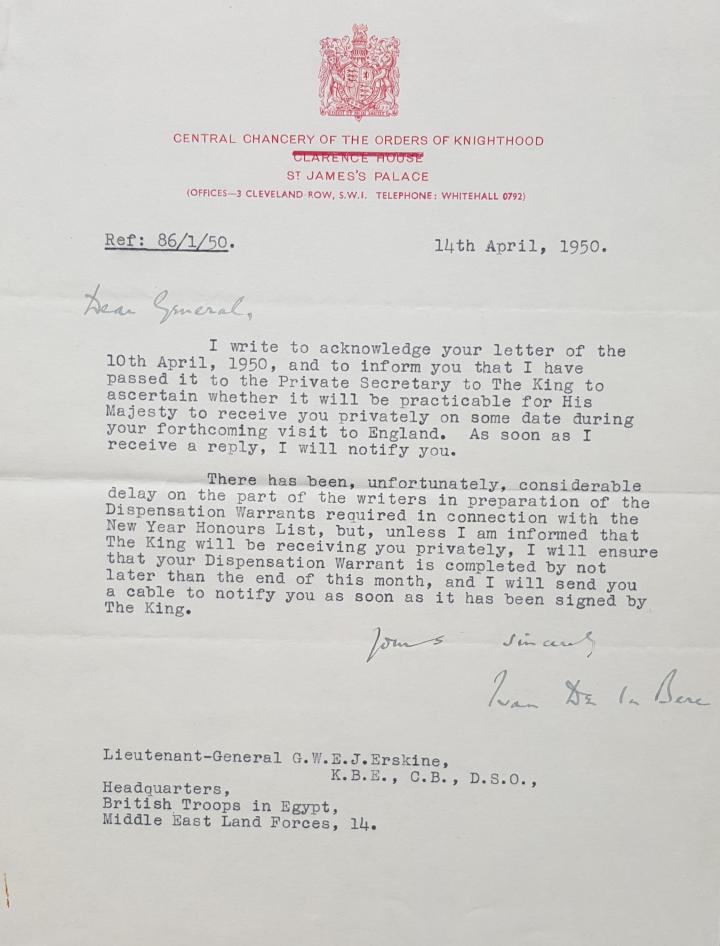 CENTRAL CHANCERY OF THE ORDERS OF KNIGHTHOOD
CLARENCE HOUSE
ST JAMES'S PALACE
(OFFICES—3 CLEVELAND ROW, S.W.1. TELEPHONE: WHITEHALL 0792)
Ref: 86/1/50.
14th April, 1950.
Dear General,
I write to acknowledge your letter of the
10th April, 1950, and to inform you that I have
passed it to the Private Secretary to The King to
ascertain whether it will be practicable for His
Majesty to receive you privately on some date during
your forthcoming visit to England. As soon as I
receive a reply, I will notify you.
There has been, unfortunately, considerable
delay on the part of the writers in preparation of the
Dispensation Warrants required in connection with the
New Year Honours List, but, unless I am informed that
The King will be receiving you privately, I will ensure
that your Dispensation Warrant is completed by not
later than the end of this month, and I will send you
a cable to notify you as soon as it has been signed by
The King.
Yours sincerely
Ivan De la Bere
Lieutenant-General G.W.E.J.Erskine,
K.B.E., C.B., D.S.O.,
Headquarters,
British Troops in Egypt,
Middle East Land Forces, 14.